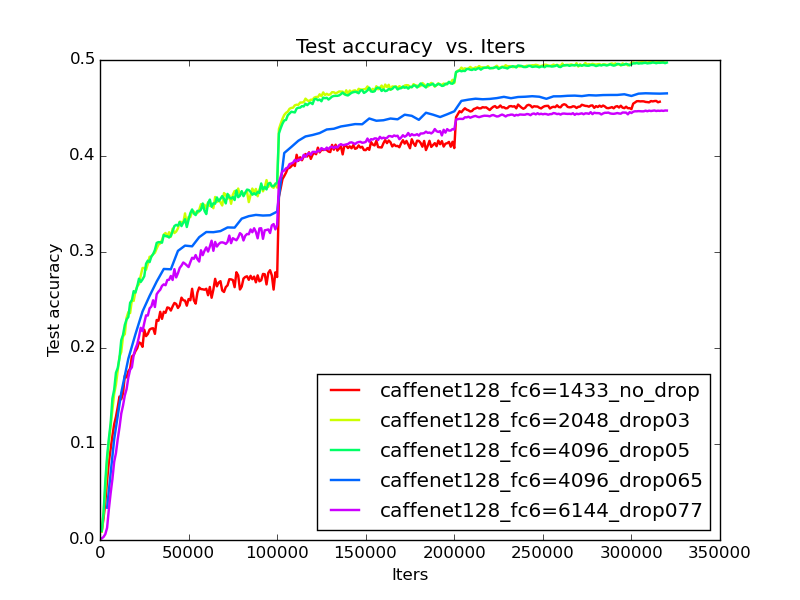 Test accuracy  vs. Iters
Test accuracy
0.5
0.4
0.3
0.2
0.1
0.0
0
50000
100000
150000
200000
250000
300000
350000
Iters
caffenet128_fc6=1433_no_drop
caffenet128_fc6=2048_drop03
caffenet128_fc6=4096_drop05
caffenet128_fc6=4096_drop065
caffenet128_fc6=6144_drop077